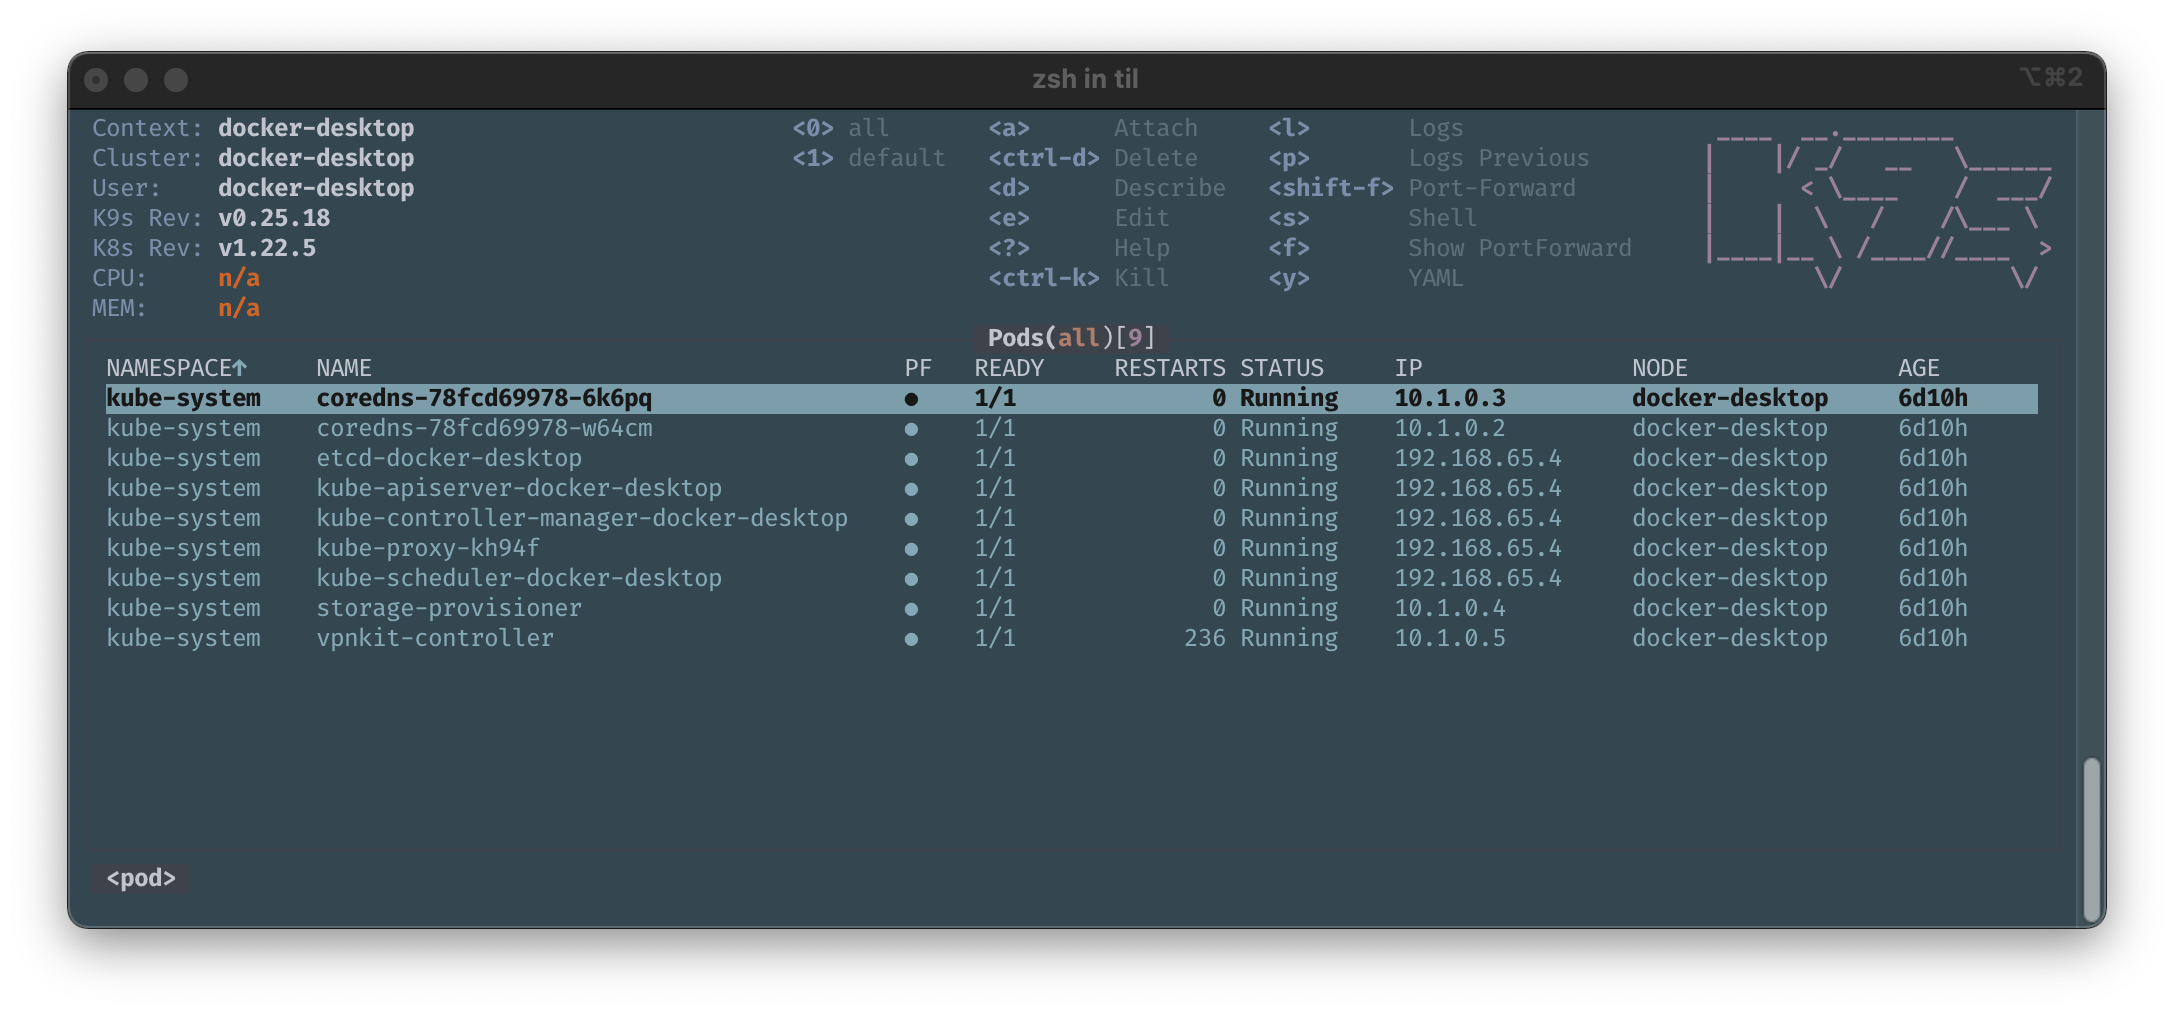 zsh in til ⌥⌘2
Context: docker-desktop <0> all <a> Attach <l> Logs
Cluster: docker-desktop <1> default <ctrl-d> Delete <p> Logs Previous
User: docker-desktop <d> Describe <shift-f> Port-Forward
K9s Rev: v0.25.18 <e> Edit <s> Shell
K8s Rev: v1.22.5 <?> Help <f> Show PortForward
CPU: n/a <ctrl-k> Kill <y> YAML
MEM: n/a
K9s
Pods(all)[9]
NAMESPACE↑ NAME PF READY RESTARTS STATUS IP NODE AGE
kube-system coredns-78fcd69978-6k6pq ● 1/1 0 Running 10.1.0.3 docker-desktop 6d10h
kube-system coredns-78fcd69978-w64cm ● 1/1 0 Running 10.1.0.2 docker-desktop 6d10h
kube-system etcd-docker-desktop ● 1/1 0 Running 192.168.65.4 docker-desktop 6d10h
kube-system kube-apiserver-docker-desktop ● 1/1 0 Running 192.168.65.4 docker-desktop 6d10h
kube-system kube-controller-manager-docker-desktop ● 1/1 0 Running 192.168.65.4 docker-desktop 6d10h
kube-system kube-proxy-kh94f ● 1/1 0 Running 192.168.65.4 docker-desktop 6d10h
kube-system kube-scheduler-docker-desktop ● 1/1 0 Running 192.168.65.4 docker-desktop 6d10h
kube-system storage-provisioner ● 1/1 0 Running 10.1.0.4 docker-desktop 6d10h
kube-system vpnkit-controller ● 1/1 236 Running 10.1.0.5 docker-desktop 6d10h
<pod>